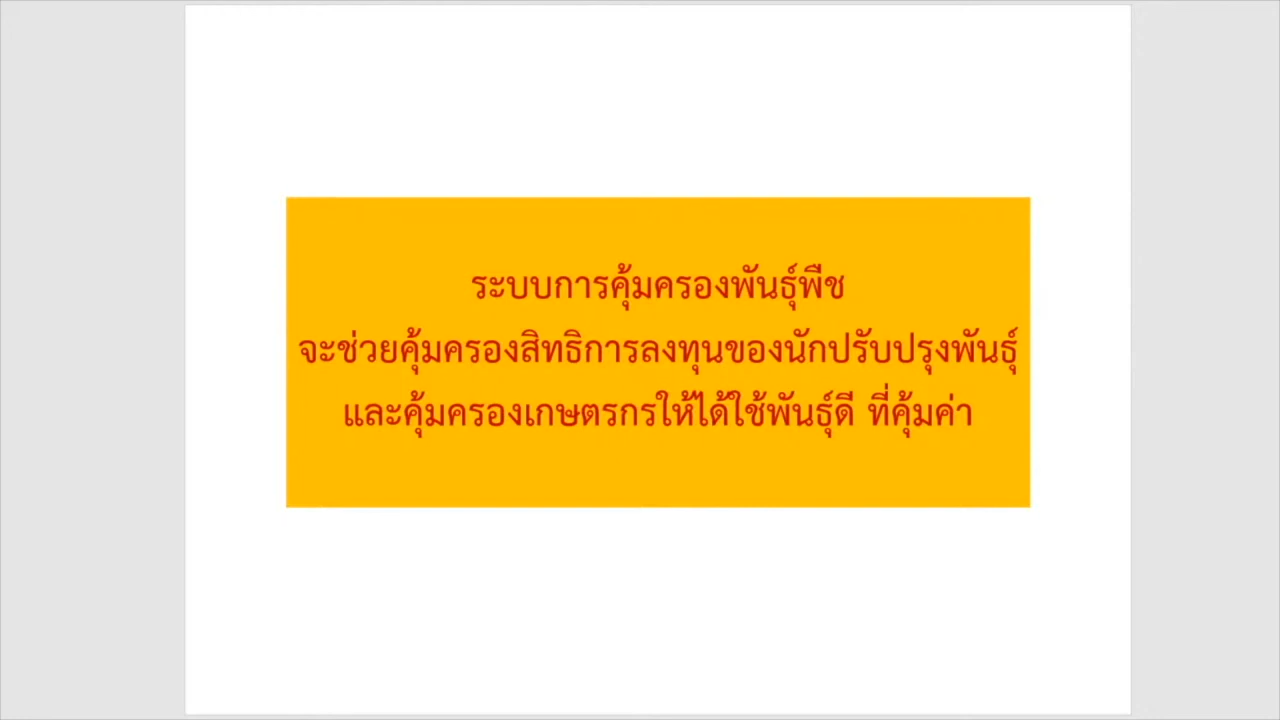 ระบบการคุ้มครองพันธุ์พืช
จะช่วยคุ้มครองสิทธิการลงทุนของนักปรับปรุงพันธุ์
และคุ้มครองเกษตรกรให้ได้ใช้พันธุ์ดี ที่คุ้มค่า